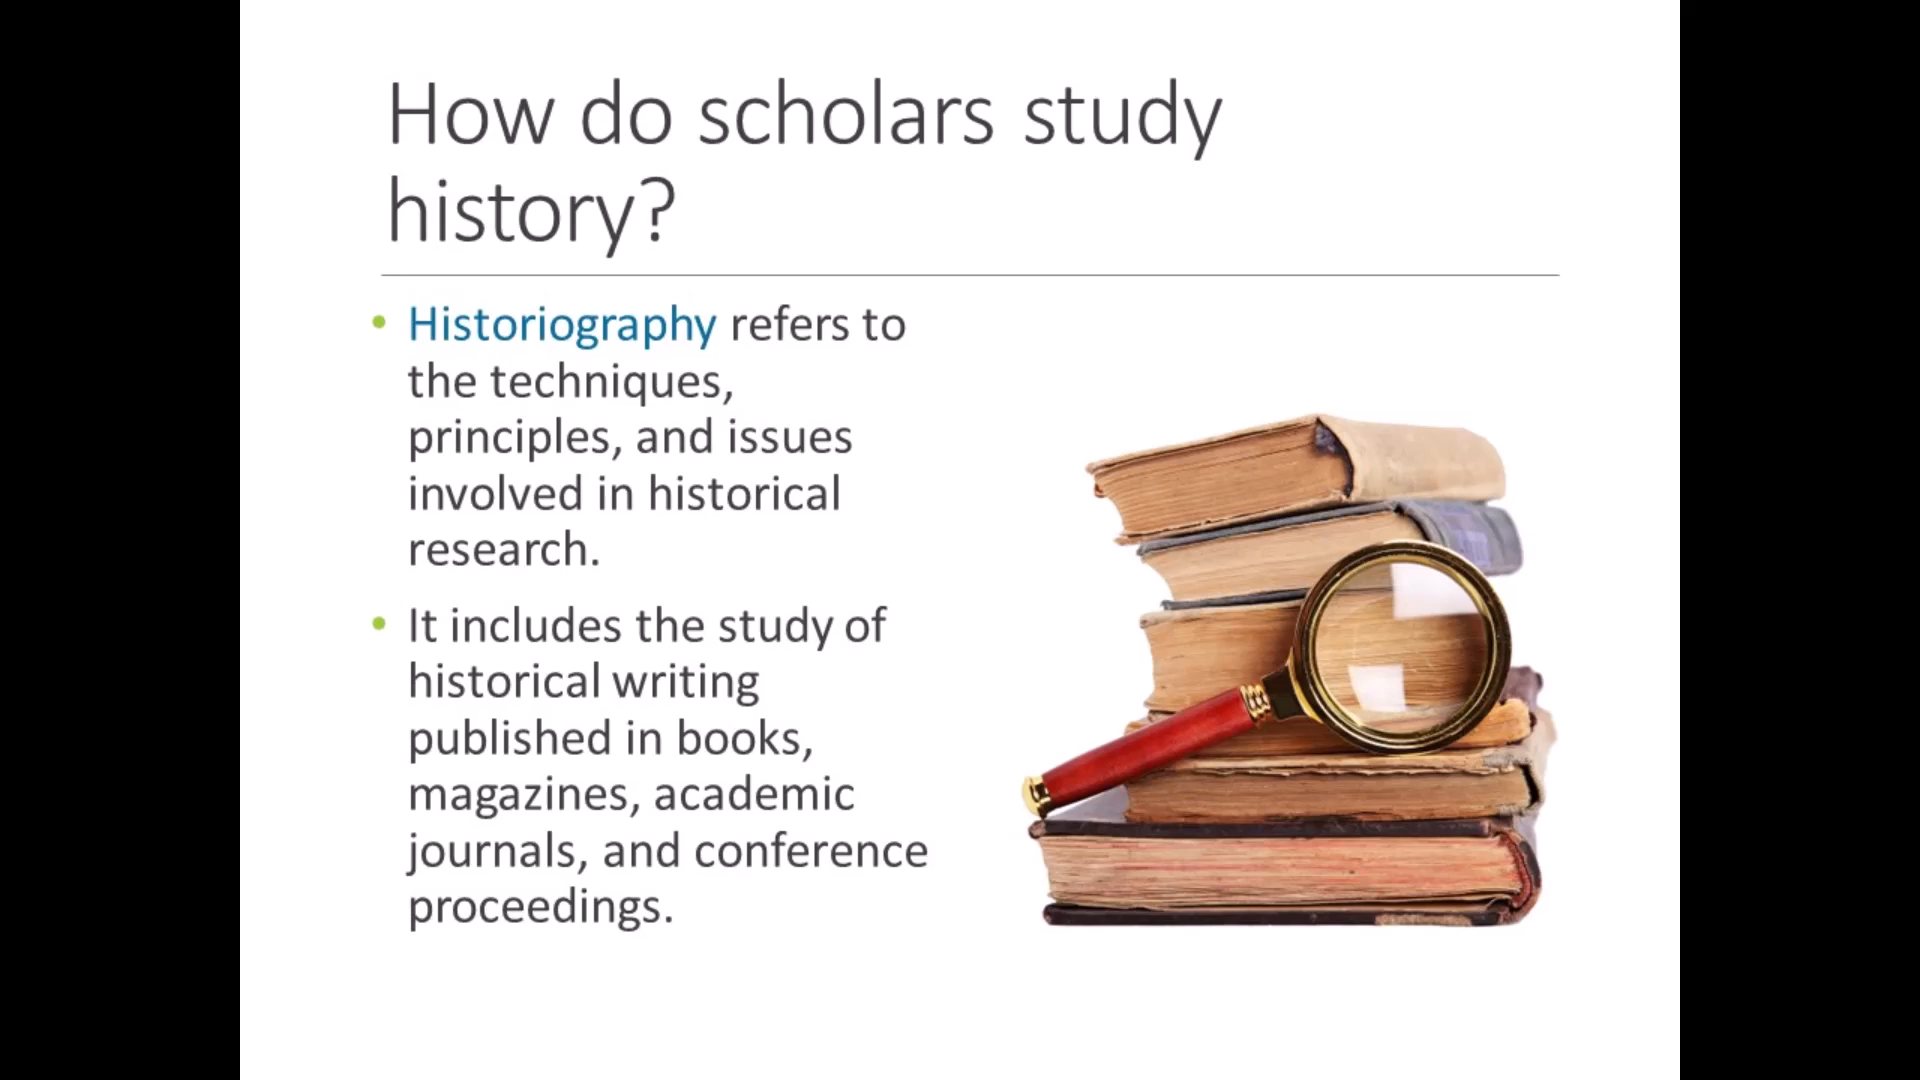 How do scholars study
history?
• Historiography refers to
the techniques,
principles, and issues
involved in historical
research.
• It includes the study of
historical writing
published in books,
magazines, academic
journals, and conference
proceedings.